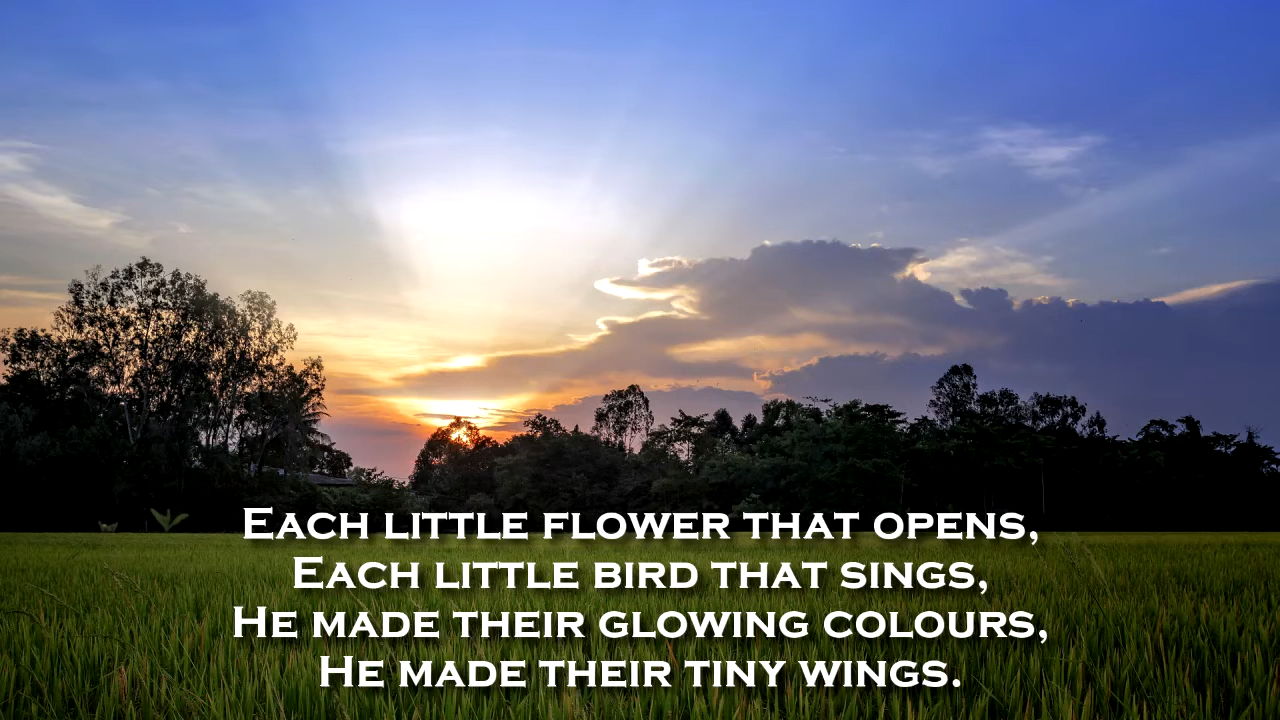 Each little flower that opens,
Each little bird that sings,
He made their glowing colours,
He made their tiny wings.